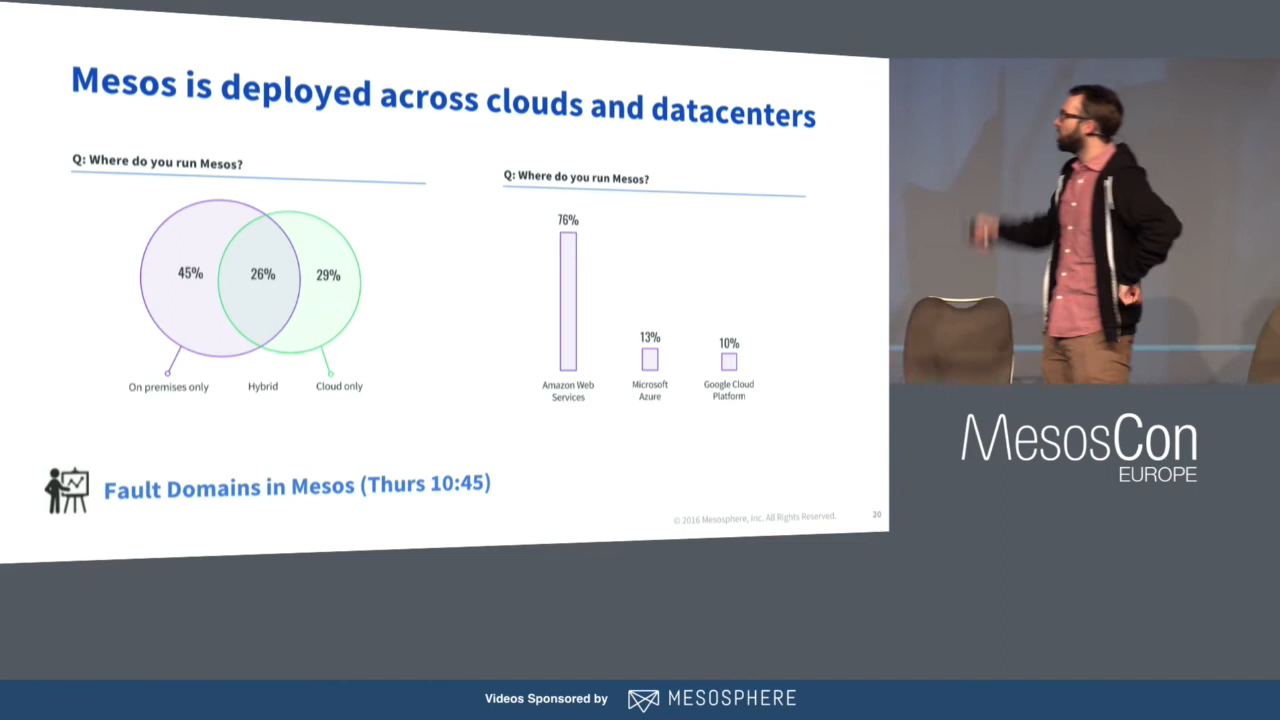 Mesos is deployed across clouds and datacenters
Q: Where do you run Mesos?
45%
26%
29%
On premises only
Hybrid
Cloud only
Q: Where do you run Mesos?
76%
13%
10%
Amazon Web
Services
Microsoft
Azure
Google Cloud
Platform
Fault Domains in Mesos (Thurs 10:45)
© 2016 Mesosphere, Inc. All Rights Reserved.
20
MesosCon
EUROPE
Videos Sponsored by
MESOSPHERE